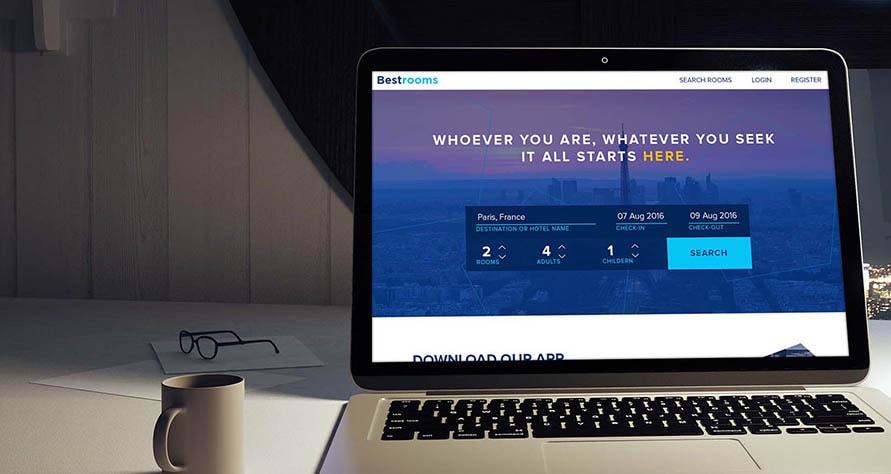 Bestrooms
SEARCH ROOMS LOGIN REGISTER
WHOEVER YOU ARE, WHATEVER YOU SEEK
IT ALL STARTS HERE.
Paris, France 07 Aug 2016 09 Aug 2016
DESTINATION OR HOTEL NAME CHECK-IN CHECK-OUT
2 4 1 SEARCH
ROOMS ADULTS CHILDERN
DOWNLOAD OUR APP